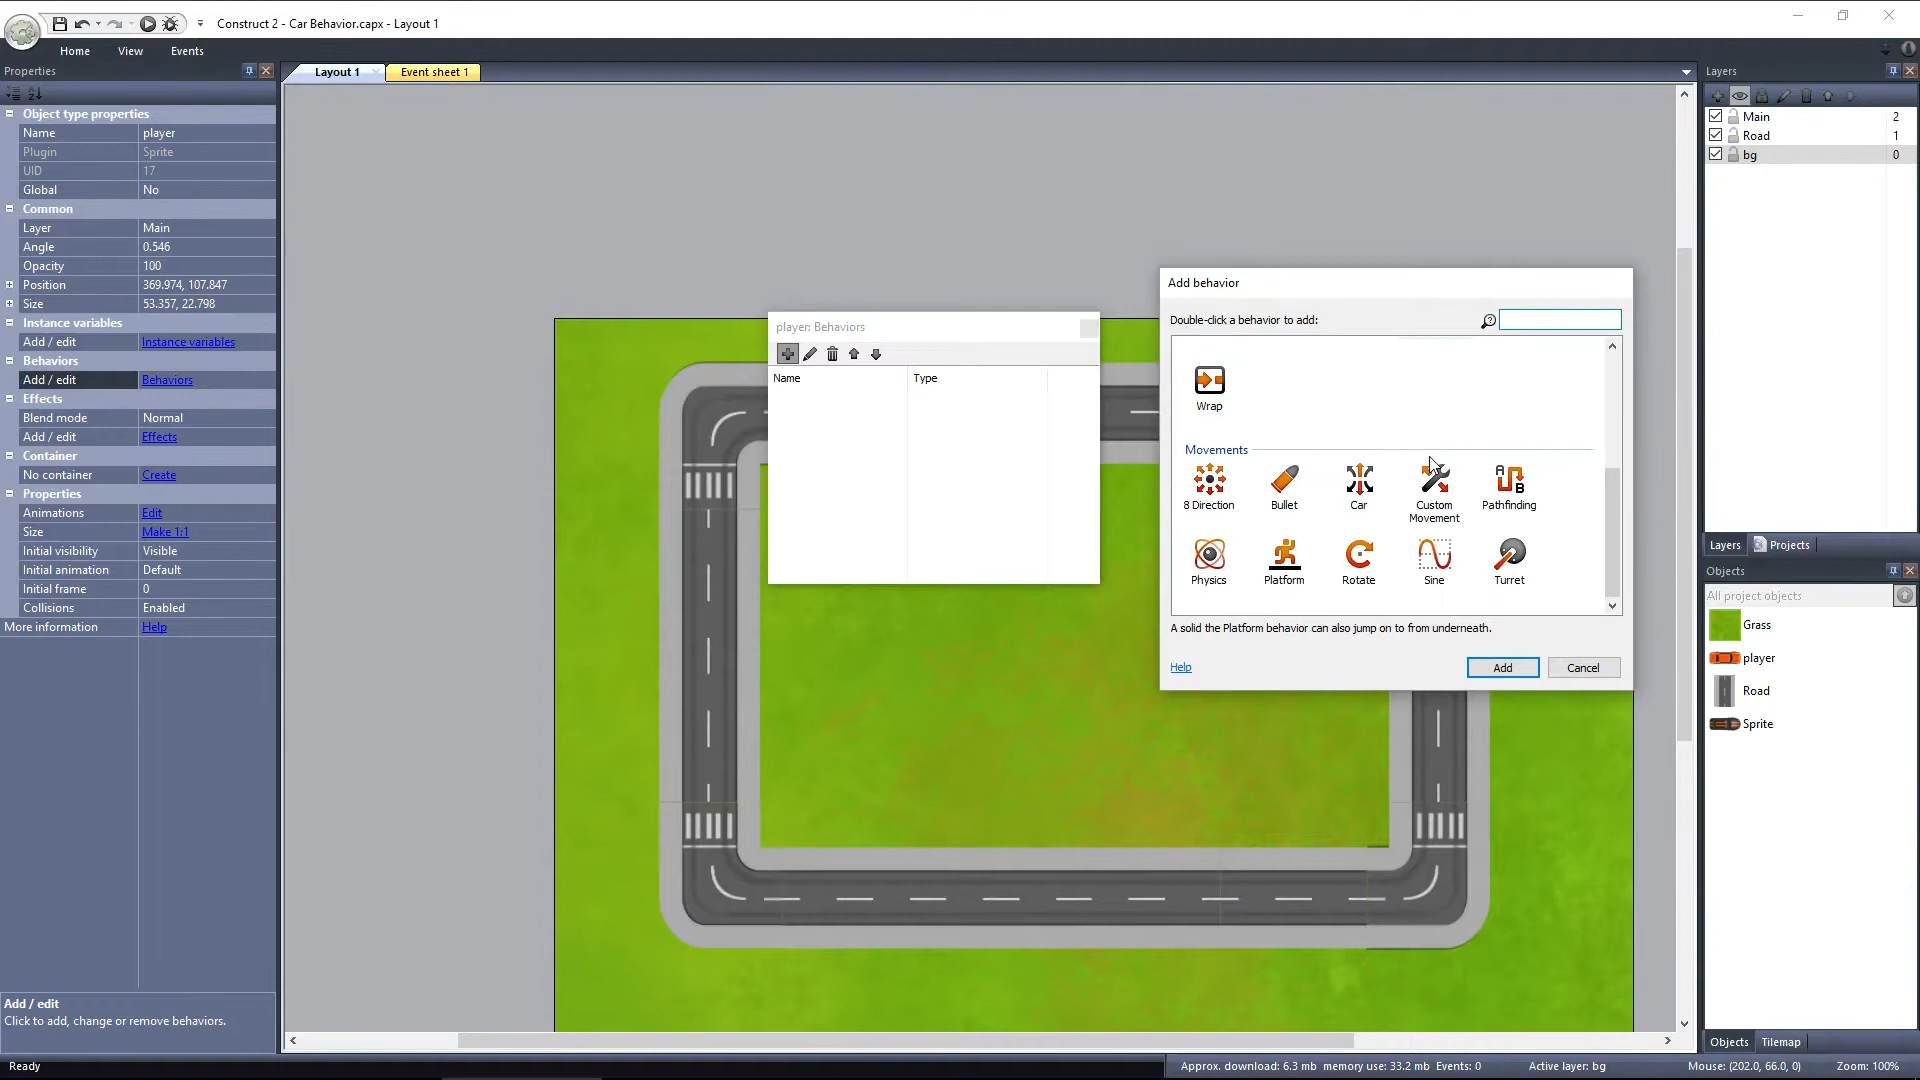 Construct 2 - Car Behavior.capx - Layout 1
Home View Events
Properties
Object type properties
Name player
Plugin Sprite
UID 17
Global No
Common
Layer Main
Angle 0.546
Opacity 100
Position 369.974, 107.847
Size 53.357, 22.798
Instance variables
Add / edit Instance variables
Behaviors
Add / edit Behaviors
Effects
Blend mode Normal
Add / edit Effects
Container
No container Create
Properties
Animations Edit
Size Make 1:1
Initial visibility Visible
Initial animation Default
Initial frame 0
Collisions Enabled
More information Help
Add / edit
Click to add, change or remove behaviors.
Ready
Layout 1 Event sheet 1
player: Behaviors
Name Type
Add behavior
Double-click a behavior to add:
Wrap
Movements
8 Direction Bullet Car Custom Movement Pathfinding
Physics Platform Rotate Sine Turret
A solid the Platform behavior can also jump on to from underneath.
Help Add Cancel
Layers
Main 2
Road 1
bg 0
Layers Projects
Objects
All project objects
Grass
player
Road
Sprite
Objects Tilemap
Approx. download: 6.3 mb memory use: 33.2 mb Events: 0 Active layer: bg Mouse: (202.0, 66.0, 0) Zoom: 100%